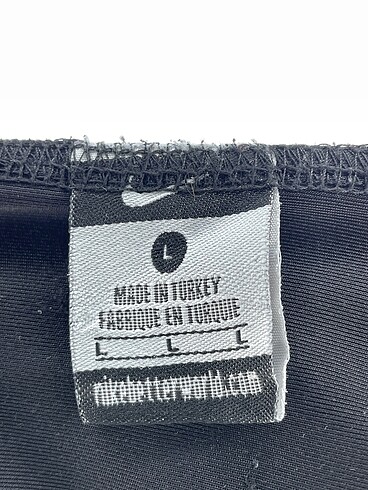 L
MADE IN TURKEY
FABRIQUE EN TURQUIE
L L L
nikebetterworld.com